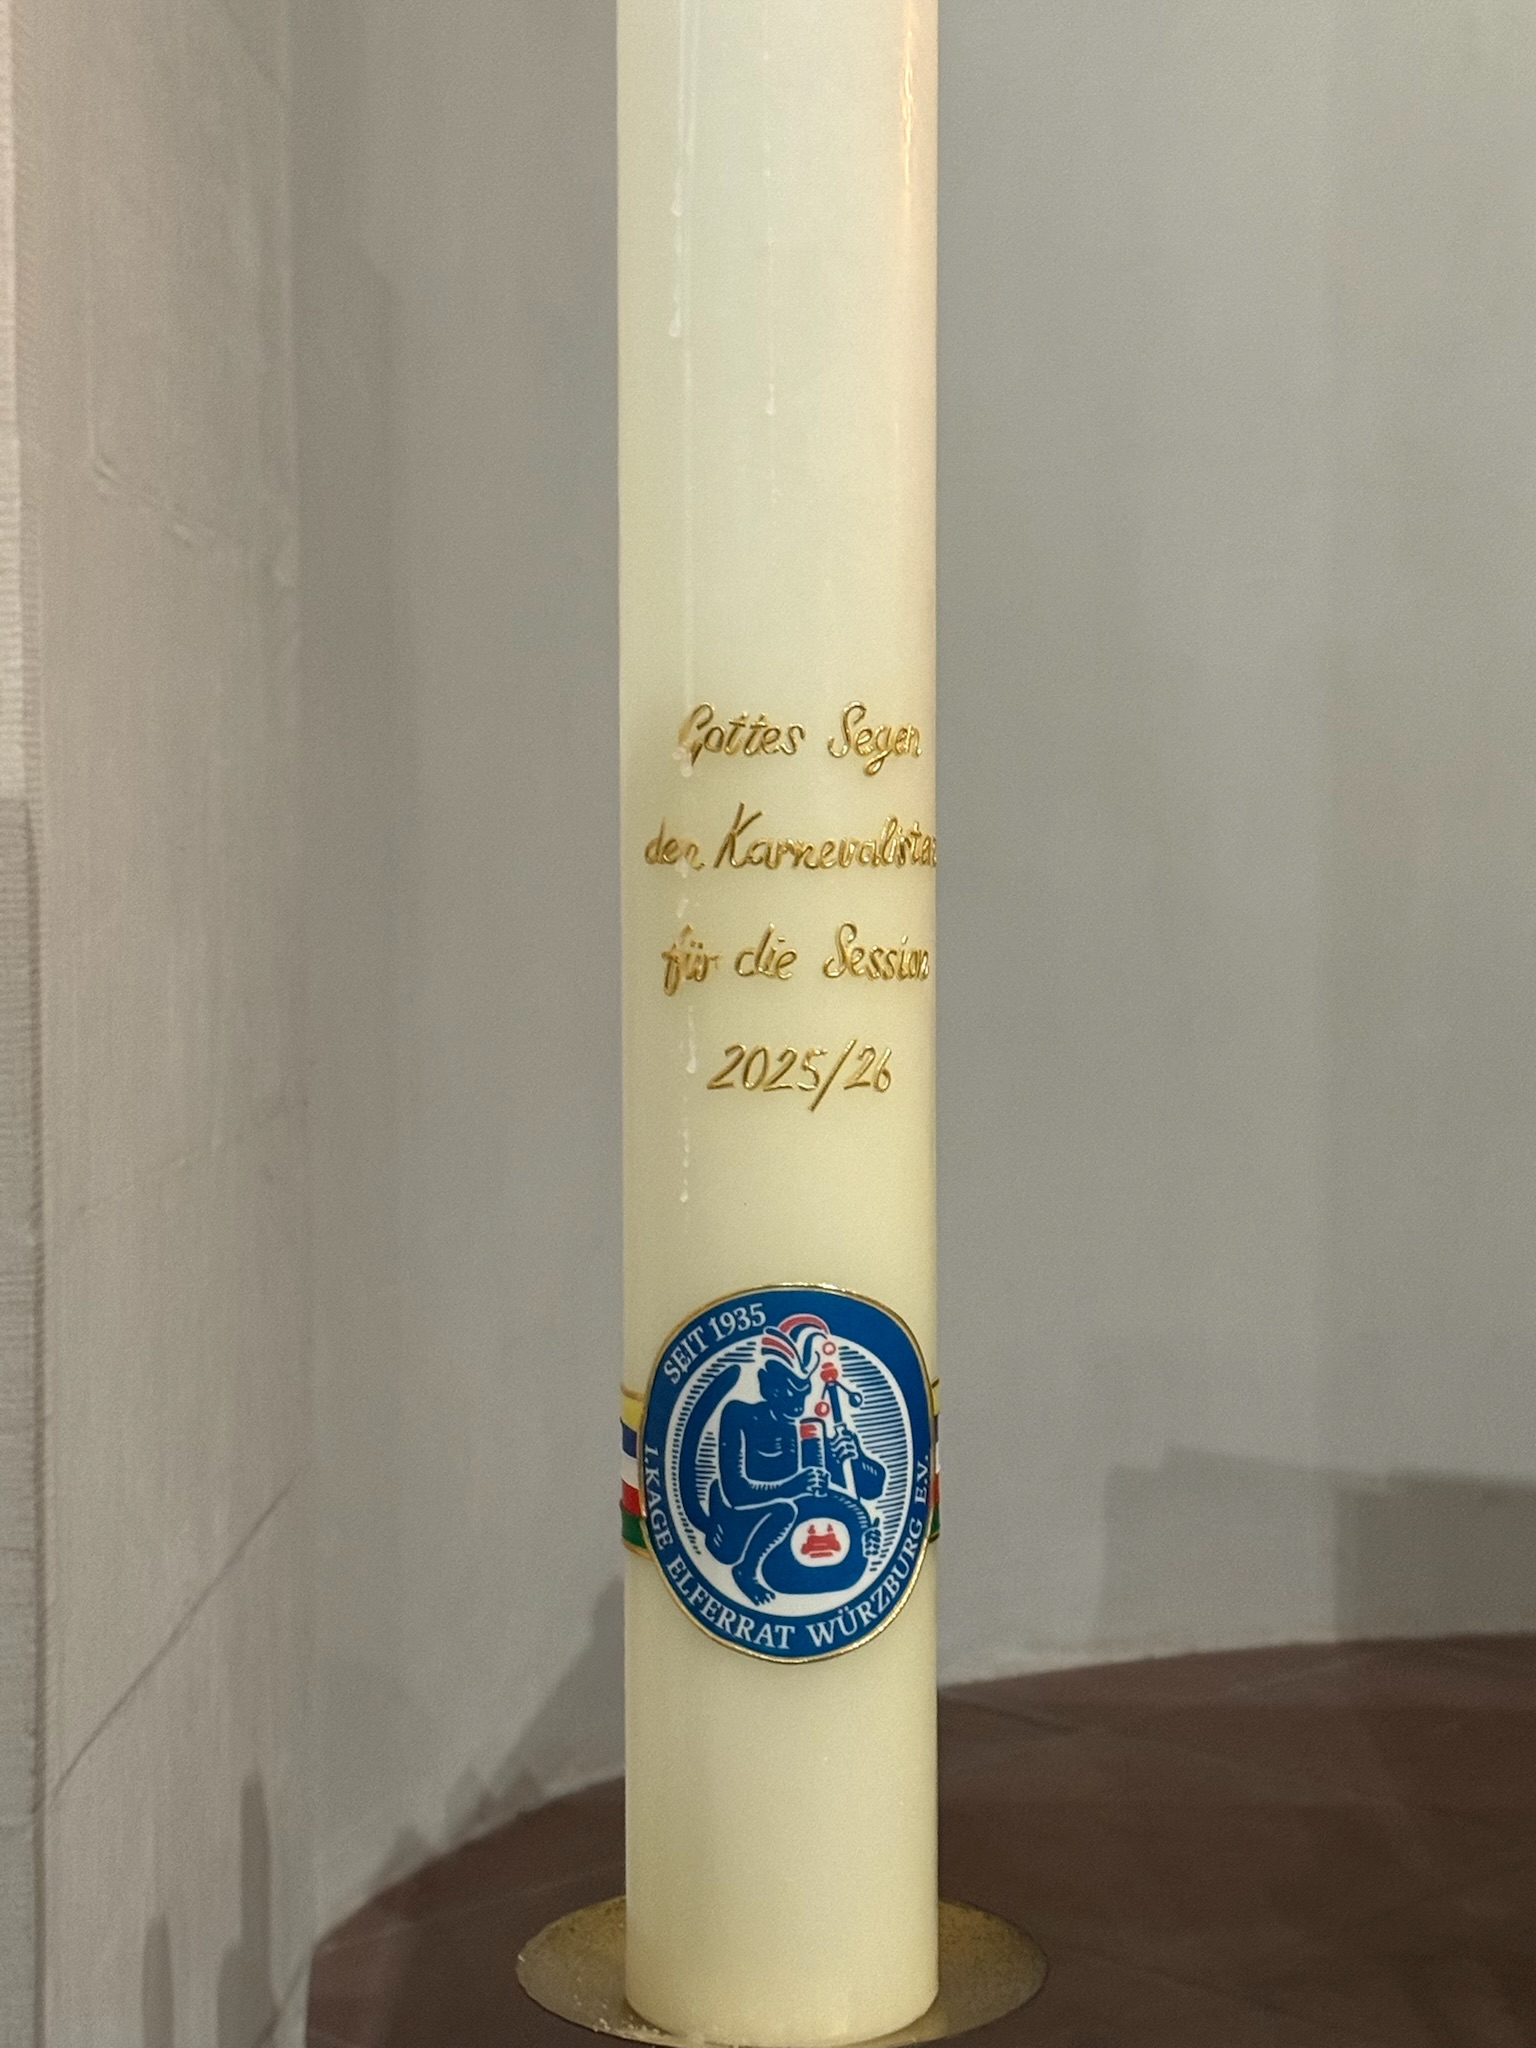 Gottes Segen
den Karnevalisten
für die Session
2025/26
SEIT 1935
1.KAGE ELFERRAT WÜRZBURG E.V.